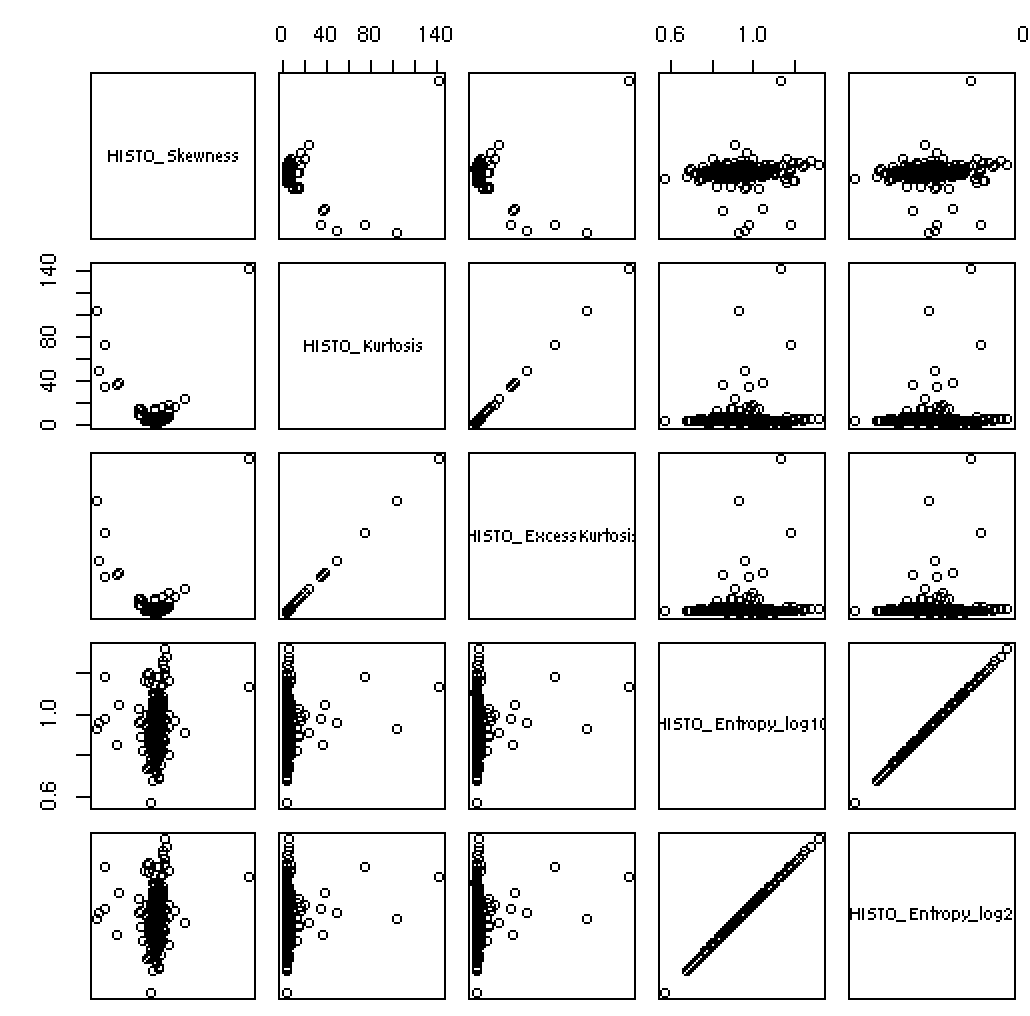 0 40 80 140 0.6 1.0 0
HISTO_Skewness
0 40 80 140
HISTO_Kurtosis
HISTO_ExcessKurtosis
0.6 1.0
HISTO_Entropy_log10
HISTO_Entropy_log2